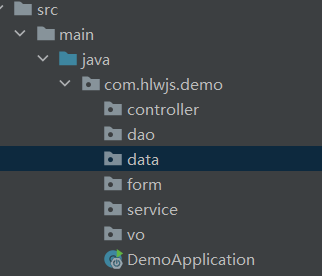 src
main
java
com.hlwjs.demo
controller
dao
data
form
service
vo
DemoApplication